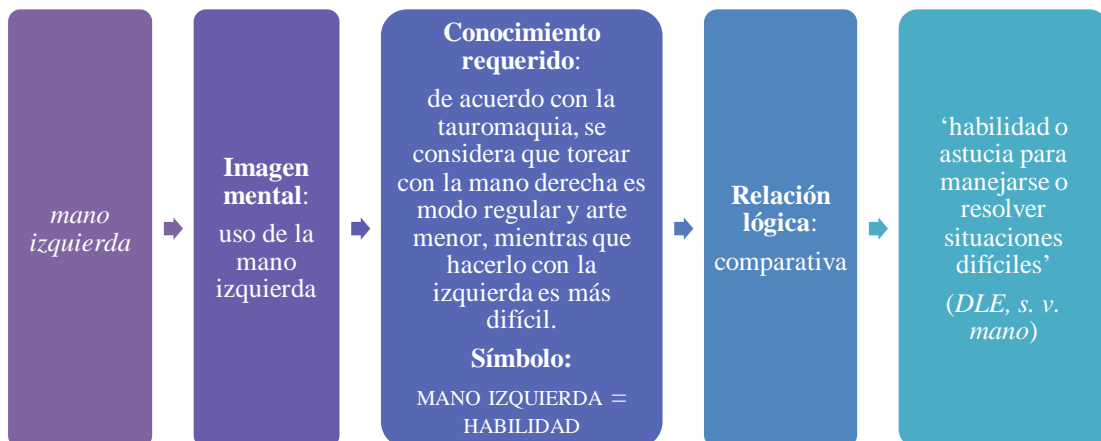 mano
izquierda
Imagen
mental:
uso de la
mano
izquierda
Conocimiento
requerido:
de acuerdo con la
tauromaquia, se
considera que torear
con la mano derecha es
modo regular y arte
menor, mientras que
hacerlo con la
izquierda es más
difícil.
Símbolo:
MANO IZQUIERDA =
HABILIDAD
Relación
lógica:
comparativa
‘habilidad o
astucia para
manejarse o
resolver
situaciones
difíciles’
(DLE, s. v.
mano)